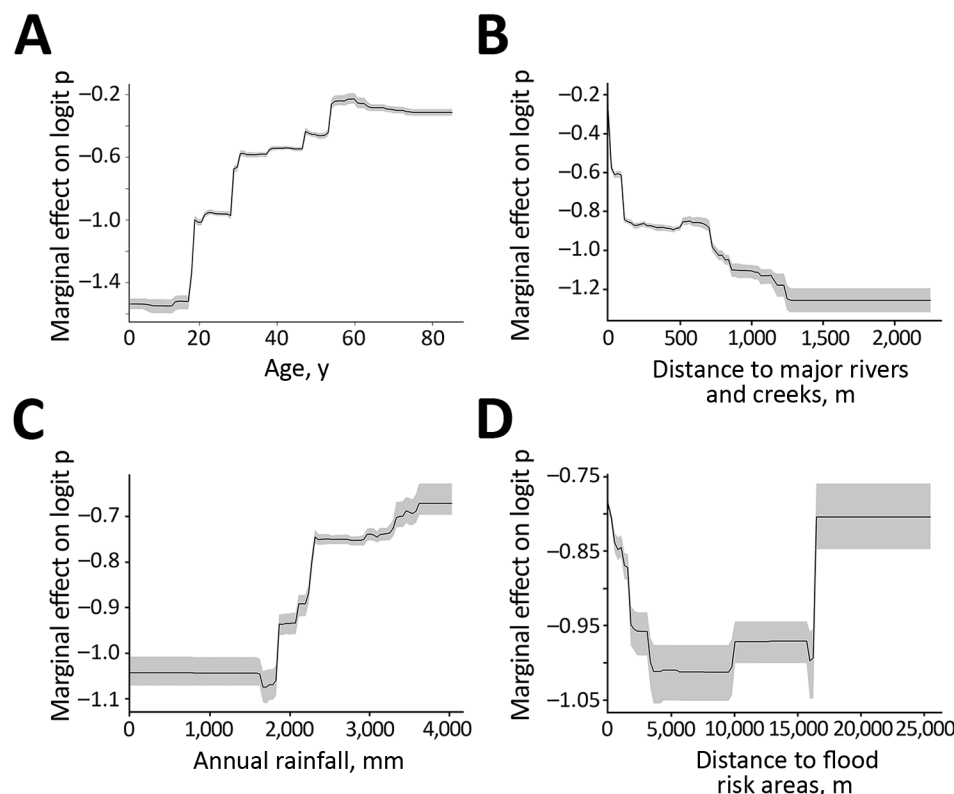 A
Marginal effect on logit p
−0.2
−0.6
−1.0
−1.4
0 20 40 60 80
Age, y
B
Marginal effect on logit p
−0.2
−0.4
−0.6
−0.8
−1.0
−1.2
0 500 1,000 1,500 2,000
Distance to major rivers
and creeks, m
C
Marginal effect on logit p
−0.7
−0.8
−0.9
−1.0
−1.1
0 1,000 2,000 3,000 4,000
Annual rainfall, mm
D
Marginal effect on logit p
−0.75
−0.85
−0.95
−1.05
0 5,000 10,000 15,000 20,000 25,000
Distance to flood
risk areas, m